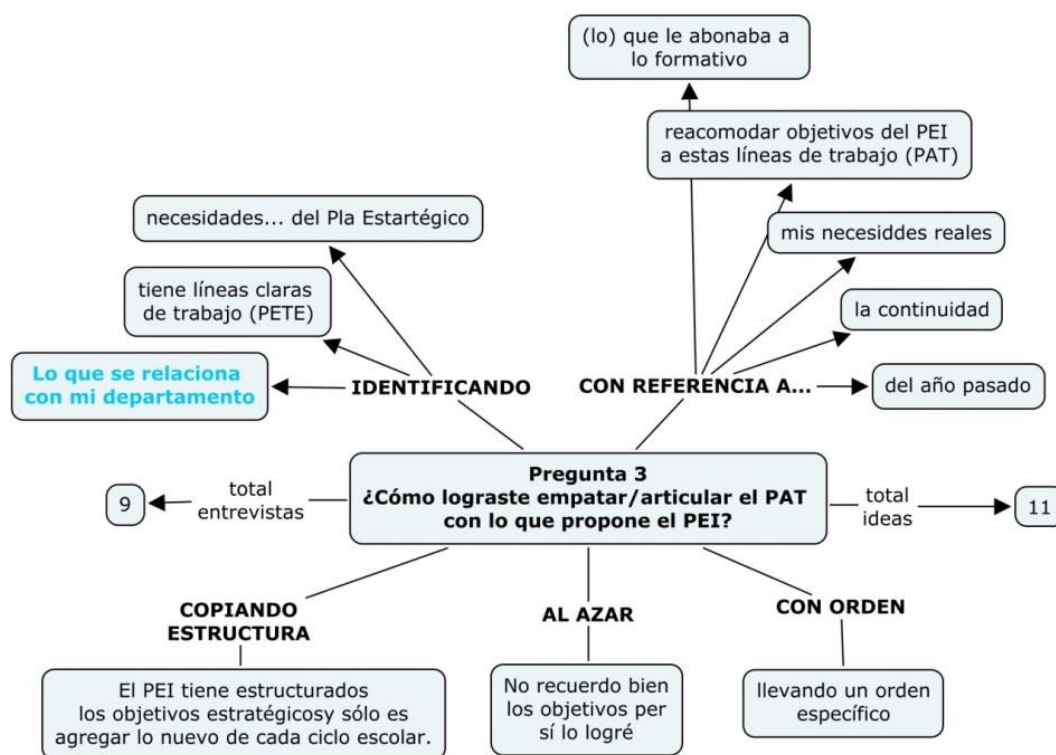 (lo) que le abonaba a
lo formativo
reacomodar objetivos del PEI
a estas líneas de trabajo (PAT)
necesidades... del Pla Estartégico
mis necesiddes reales
tiene líneas claras
de trabajo (PETE)
la continuidad
Lo que se relaciona
con mi departamento
IDENTIFICANDO
CON REFERENCIA A...
del año pasado
Pregunta 3
¿Cómo lograste empatar/articular el PAT
con lo que propone el PEI?
9
total
entrevistas
total
ideas
11
COPIANDO
ESTRUCTURA
AL AZAR
CON ORDEN
El PEI tiene estructurados
los objetivos estratégicosy sólo es
agregar lo nuevo de cada ciclo escolar.
No recuerdo bien
los objetivos per
sí lo logré
llevando un orden
específico